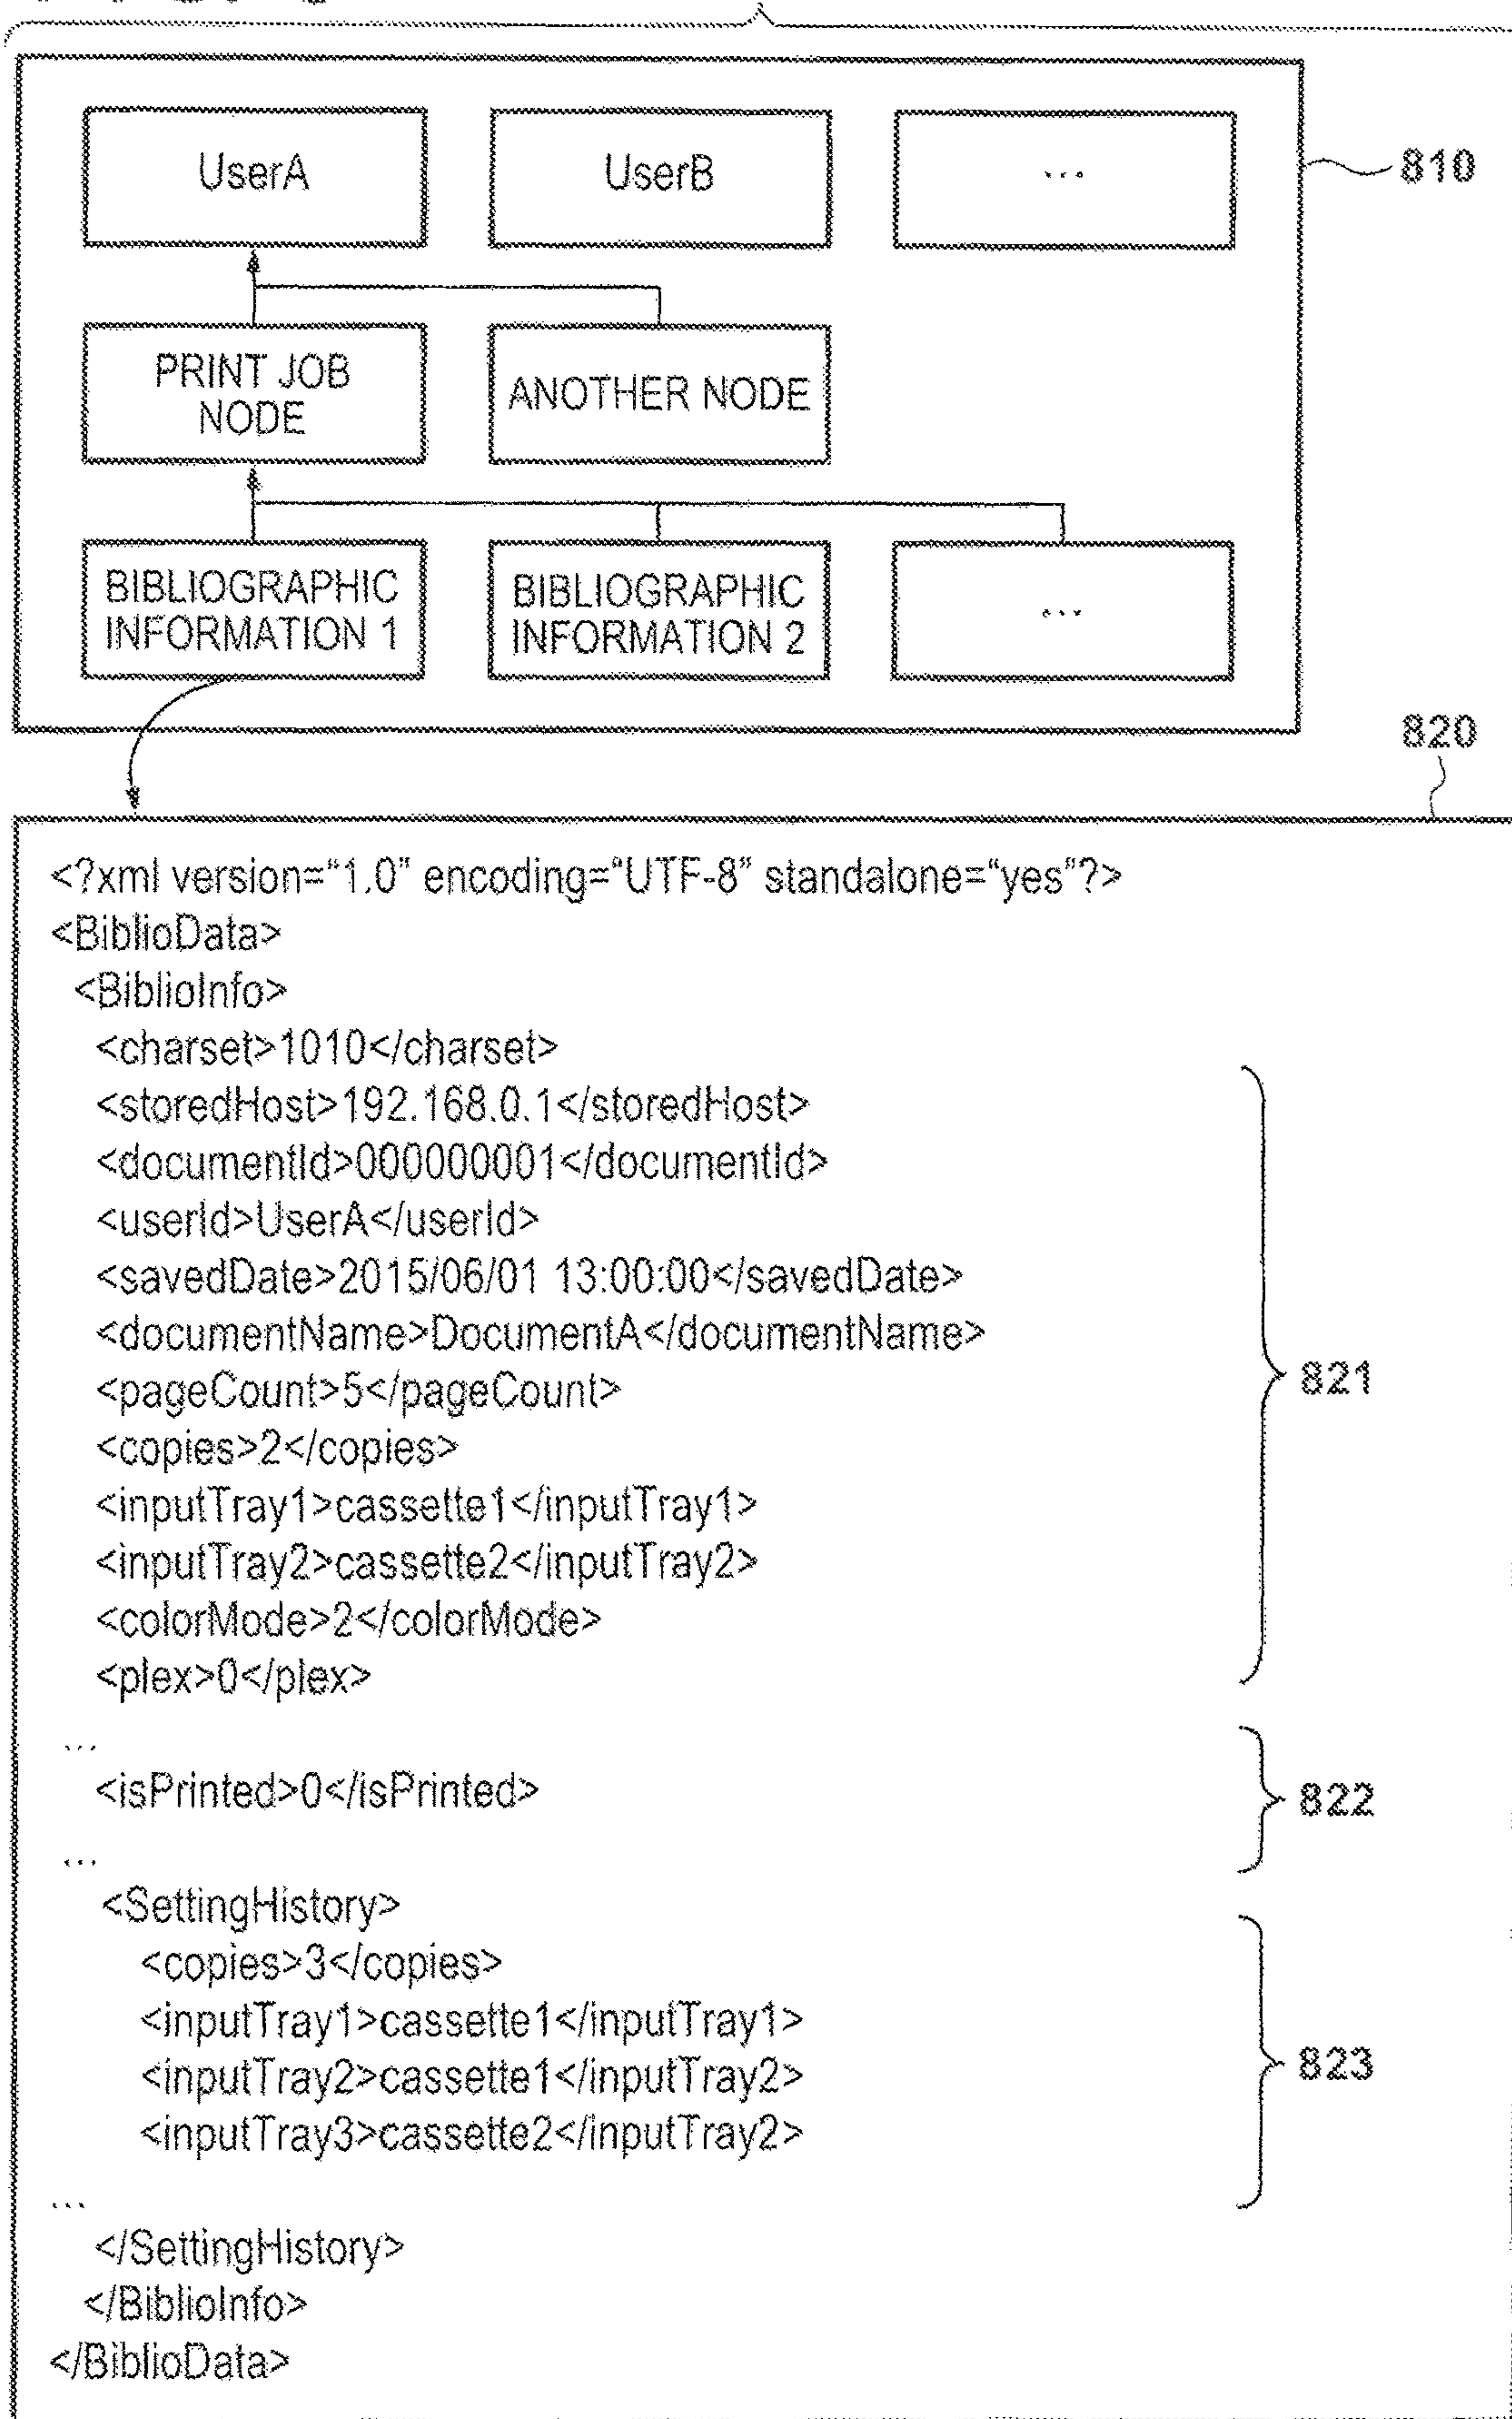 UserA
UserB
...
810
PRINT JOB
NODE
ANOTHER NODE
BIBLIOGRAPHIC
INFORMATION 1
BIBLIOGRAPHIC
INFORMATION 2
...
820
<?xml version=“1.0” encoding=“UTF-8” standalone=“yes”?>
<BiblioData>
<BiblioInfo>
<charset>1010</charset>
<storedHost>192.168.0.1</storedHost>
<documentId>000000001</documentId>
<userId>UserA</userId>
<savedDate>2015/06/01 13:00:00</savedDate>
<documentName>DocumentA</documentName>
<pageCount>5</pageCount>
821
<copies>2</copies>
<inputTray1>cassette1</inputTray1>
<inputTray2>cassette2</inputTray2>
<colorMode>2</colorMode>
<plex>0</plex>
...
<isPrinted>0</isPrinted>
822
...
<SettingHistory>
<copies>3</copies>
<inputTray1>cassette1</inputTray1>
<inputTray2>cassette1</inputTray2>
823
<inputTray3>cassette2</inputTray2>
...
</SettingHistory>
</BiblioInfo>
</BiblioData>